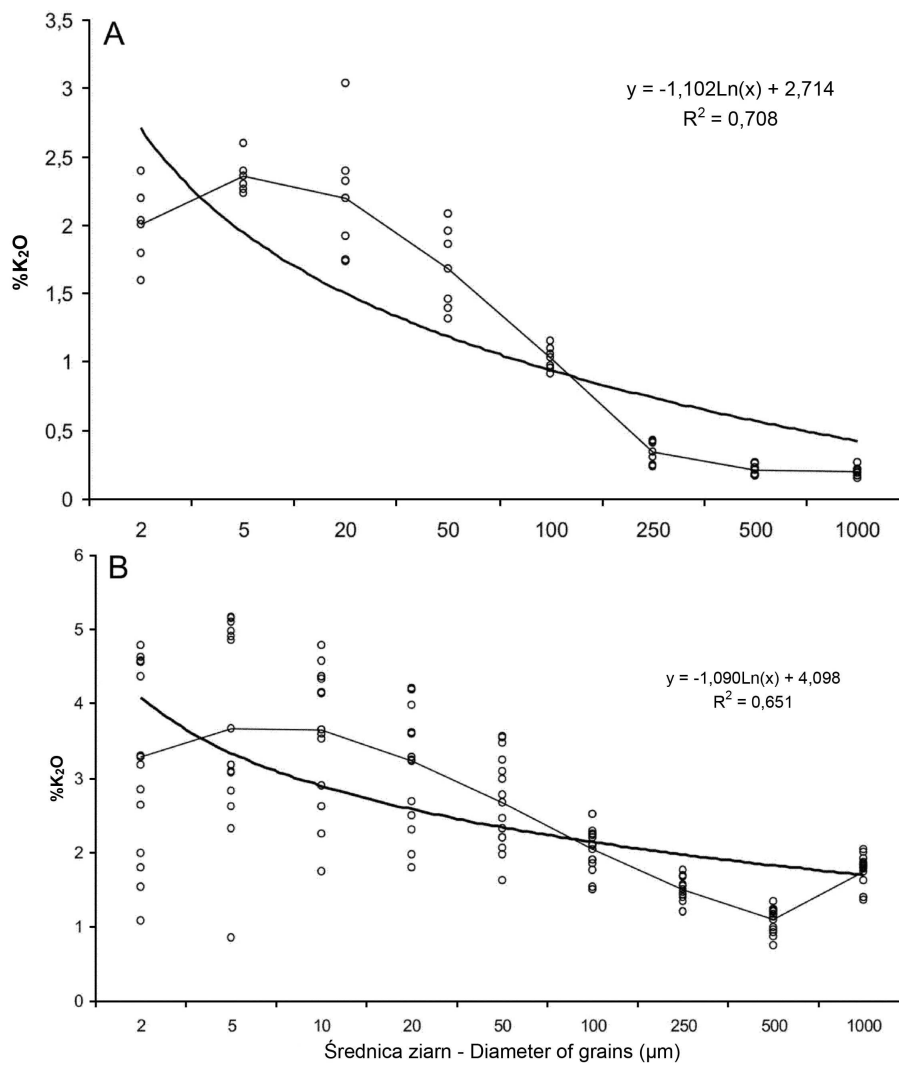 A
3,5
3
2,5
2
1,5
1
0,5
0
%K₂O
y = -1,102Ln(x) + 2,714
R² = 0,708
2 5 20 50 100 250 500 1000
B
6
5
4
3
2
1
0
%K₂O
y = -1,090Ln(x) + 4,098
R² = 0,651
2 5 10 20 50 100 250 500 1000
Średnica ziarn - Diameter of grains (µm)